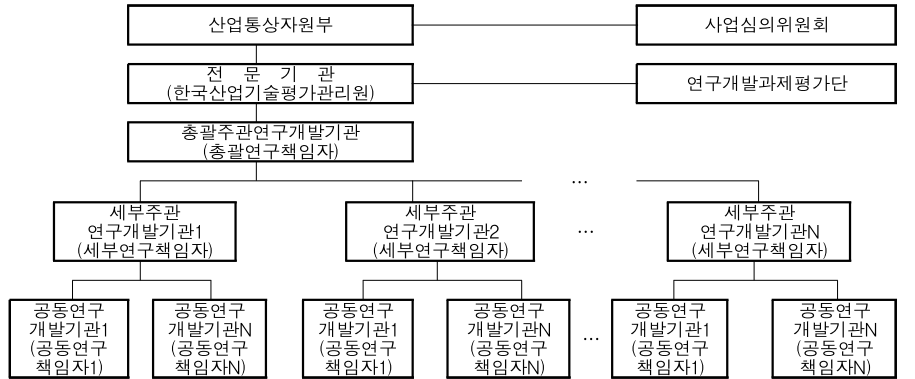 산업통상자원부
사업심의위원회
전 문 기 관
(한국산업기술평가관리원)
연구개발과제평가단
총괄주관연구개발기관
(총괄연구책임자)
...
세부주관
연구개발기관1
(세부연구책임자)
세부주관
연구개발기관2
(세부연구책임자)
...
세부주관
연구개발기관N
(세부연구책임자)
공동연구
개발기관1
(공동연구
책임자1)
공동연구
개발기관N
(공동연구
책임자N)
공동연구
개발기관1
(공동연구
책임자1)
공동연구
개발기관N
(공동연구
책임자N)
...
공동연구
개발기관1
(공동연구
책임자1)
공동연구
개발기관N
(공동연구
책임자N)